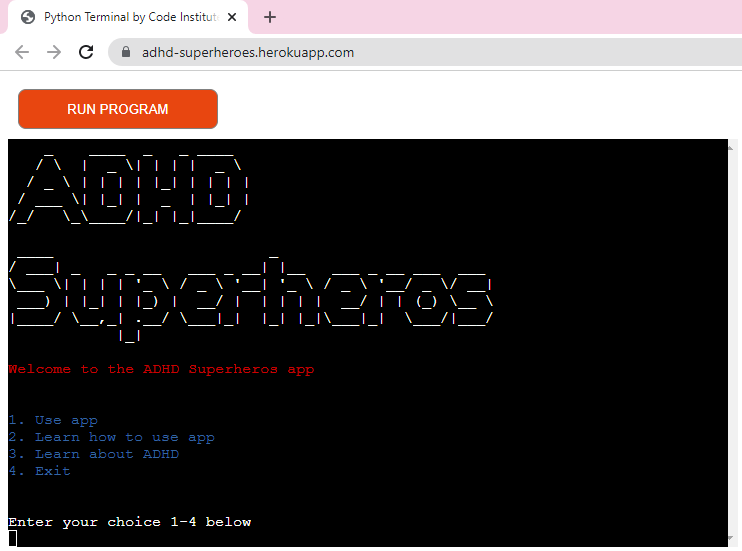 Python Terminal by Code Institut
adhd-superheroes.herokuapp.com
RUN PROGRAM
ADHD
Superheros
Welcome to the ADHD Superheros app
1. Use app
2. Learn how to use app
3. Learn about ADHD
4. Exit
Enter your choice 1-4 below